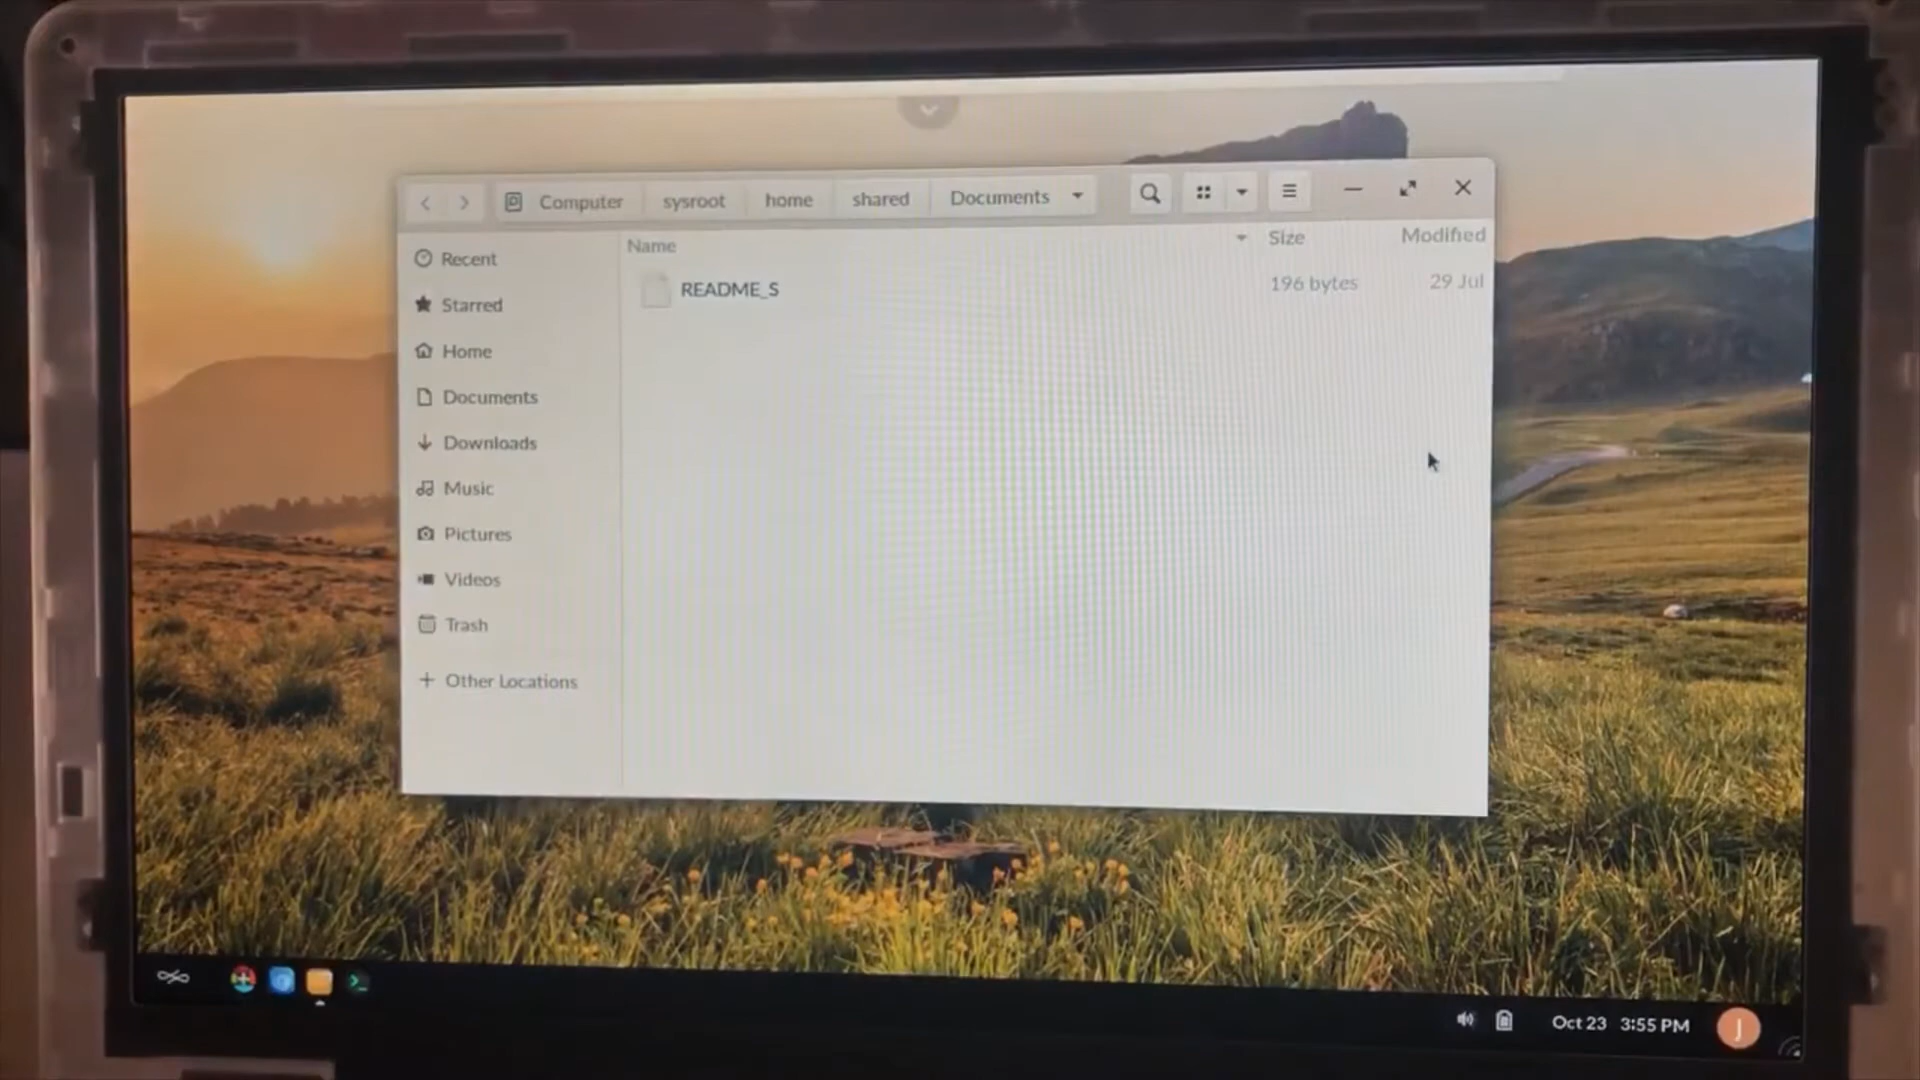 Computer sysroot home shared Documents
Recent
Starred
Home
Documents
Downloads
Music
Pictures
Videos
Trash
Other Locations
Name Size Modified
README_S 196 bytes 29 Jul
Oct 23 3:55 PM J